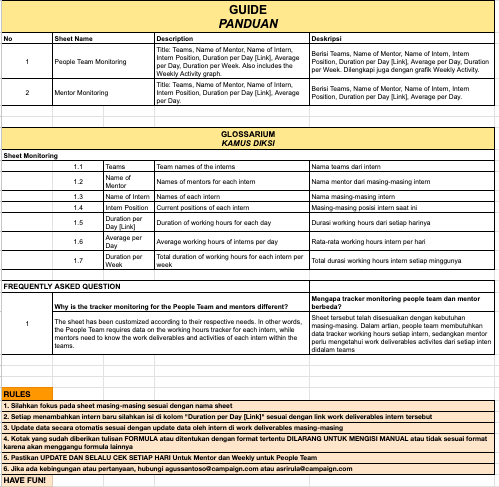 GUIDE
PANDUAN
No Sheet Name Description Deskripsi
1 People Team Monitoring
Title: Teams, Name of Mentor, Name of Intern,
Intern Position, Duration per Day [Link], Average
per Day, Duration per Week. Also includes the
Weekly Activity graph.
Berisi Teams, Name of Mentor, Name of Intern, Intern
Position, Duration per Day [Link], Average per Day, Duration
per Week. Dilengkapi juga dengan grafik Weekly Activity.
2 Mentor Monitoring
Title: Teams, Name of Mentor, Name of Intern,
Intern Position, Duration per Day [Link], Average
per Day.
Berisi Teams, Name of Mentor, Name of Intern, Intern
Position, Duration per Day [Link], Average per Day.
GLOSSARIUM
KAMUS DIKSI
Sheet Monitoring
1.1 Teams Team names of the interns Nama teams dari intern
1.2 Name of
Mentor Names of mentors for each intern Nama mentor dari masing-masing intern
1.3 Name of Intern Names of each intern Nama masing-masing intern
1.4 Intern Position Current positions of each intern Masing-masing posisi intern saat ini
1.5 Duration per
Day [Link] Duration of working hours for each day Durasi working hours dari setiap harinya
1.6 Average per
Day Average working hours of interns per day Rata-rata working hours intern per hari
1.7 Duration per
Week
Total duration of working hours for each intern per
week
Total durasi working hours intern setiap minggunya
FREQUENTLY ASKED QUESTION
1
Why is the tracker monitoring for the People Team and mentors different?
Mengapa tracker monitoring people team dan mentor
berbeda?
The sheet has been customized according to their respective needs. In other words,
the People Team requires data on the working hours tracker for each intern, while
mentors need to know the work deliverables and activities of each intern within the
teams.
Sheet tersebut telah disesuaikan dengan kebutuhan
masing-masing. Dalam artian, people team membutuhkan
data tracker working hours setiap intern, sedangkan mentor
perlu mengetahui work deliverables activites dari setiap inten
didalam teams
RULES
1. Silahkan fokus pada sheet masing-masing sesuai dengan nama sheet
2. Setiap menambahkan intern baru silahkan isi di kolom "Duration per Day [Link]" sesuai dengan link work deliverables intern tersebut
3. Update data secara otomatis sesuai dengan update data oleh intern di work deliverables masing-masing
4. Kotak yang sudah diberikan tulisan FORMULA atau ditentukan dengan format tertentu DILARANG UNTUK MENGISI MANUAL atau tidak sesuai format
karena akan mengganggu formula lainnya
5. Pastikan UPDATE DAN SELALU CEK SETIAP HARI Untuk Mentor dan Weekly untuk People Team
6. Jika ada kebingungan atau pertanyaan, hubungi agussantoso@campaign.com atau asrirula@campaign.com
HAVE FUN!